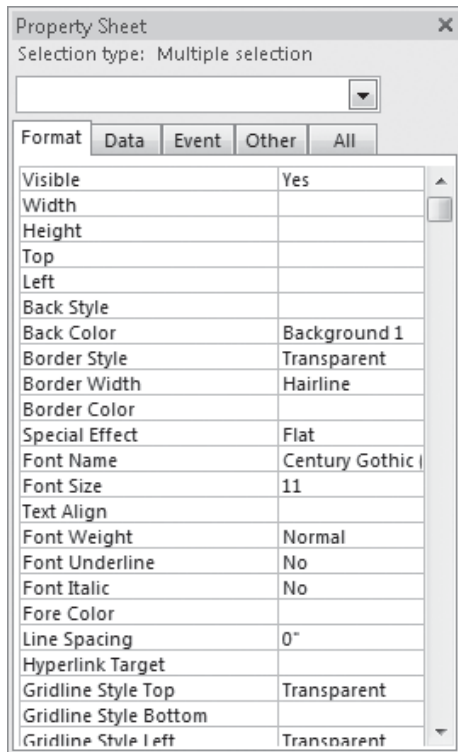 Property Sheet
Selection type: Multiple selection
Format Data Event Other All
Visible Yes
Width
Height
Top
Left
Back Style
Back Color Background 1
Border Style Transparent
Border Width Hairline
Border Color
Special Effect Flat
Font Name Century Gothic (
Font Size 11
Text Align
Font Weight Normal
Font Underline No
Font Italic No
Fore Color
Line Spacing 0"
Hyperlink Target
Gridline Style Top Transparent
Gridline Style Bottom
Gridline Style Left Transparent